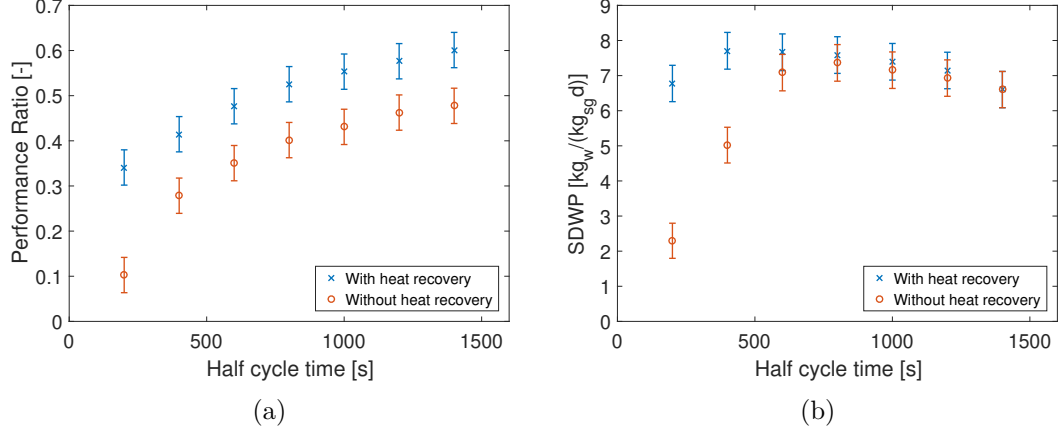 0.7
0.6
0.5
0.4
0.3
0.2
0.1
0
Performance Ratio [-]
With heat recovery
Without heat recovery
0 500 1000 1500
Half cycle time [s]
(a)
9
8
7
6
5
4
3
2
1
0
SDWP [kg_w/(kg_sg d)]
With heat recovery
Without heat recovery
0 500 1000 1500
Half cycle time [s]
(b)